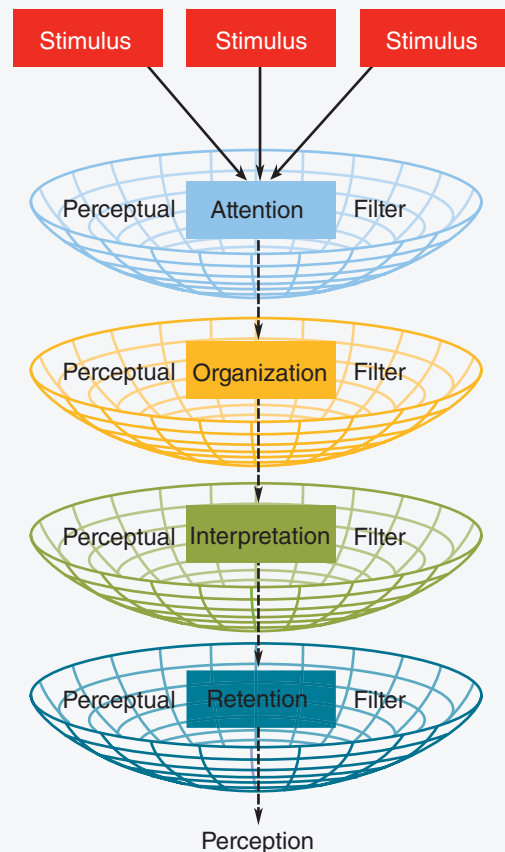 Stimulus Stimulus Stimulus
Perceptual Attention Filter
Perceptual Organization Filter
Perceptual Interpretation Filter
Perceptual Retention Filter
Perception